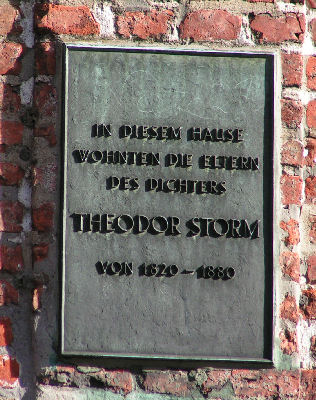 IN DIESEM HAUSE
WOHNTEN DIE ELTERN
DES DICHTERS
THEODOR STORM
VON 1820 – 1880